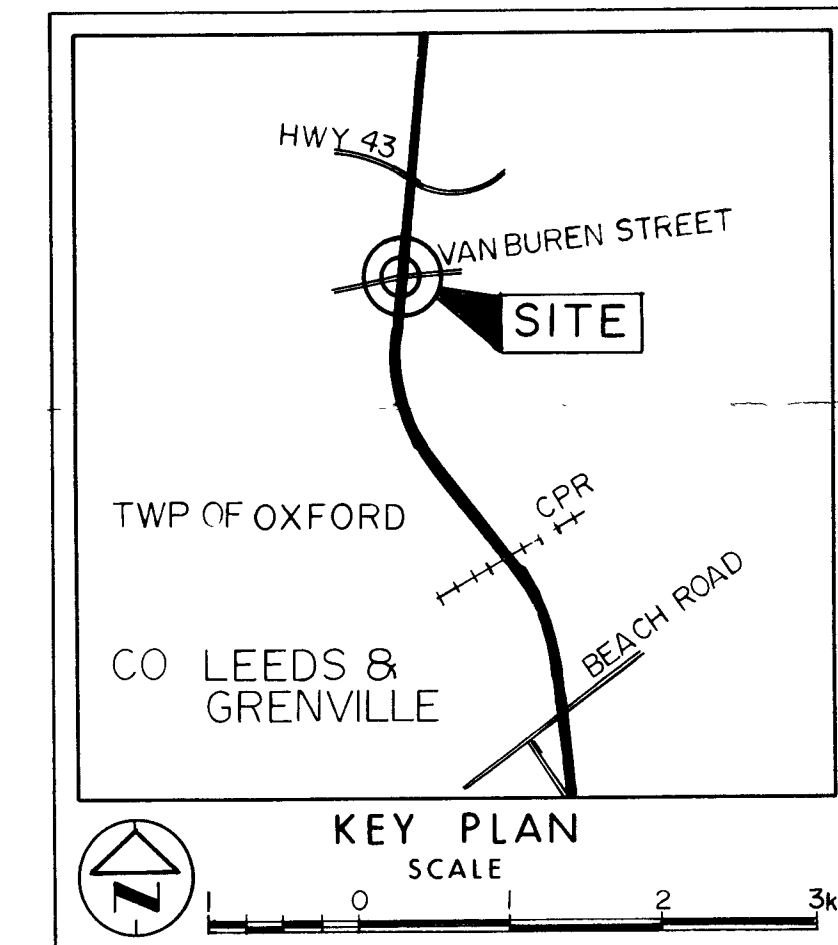 HWY 43
VAN BUREN STREET
SITE
TWP OF OXFORD
CPR
BEACH ROAD
CO LEEDS &
GRENVILLE
KEY PLAN
SCALE
N
1 0 1 2 3k